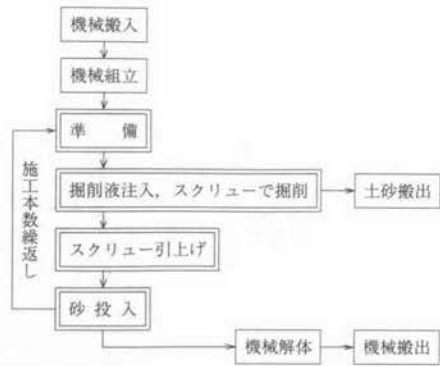 機械搬入
機械組立
準　備
掘削液注入，スクリューで掘削
土砂搬出
施工本数繰返し
スクリュー引上げ
砂 投 入
機械解体
機械搬出